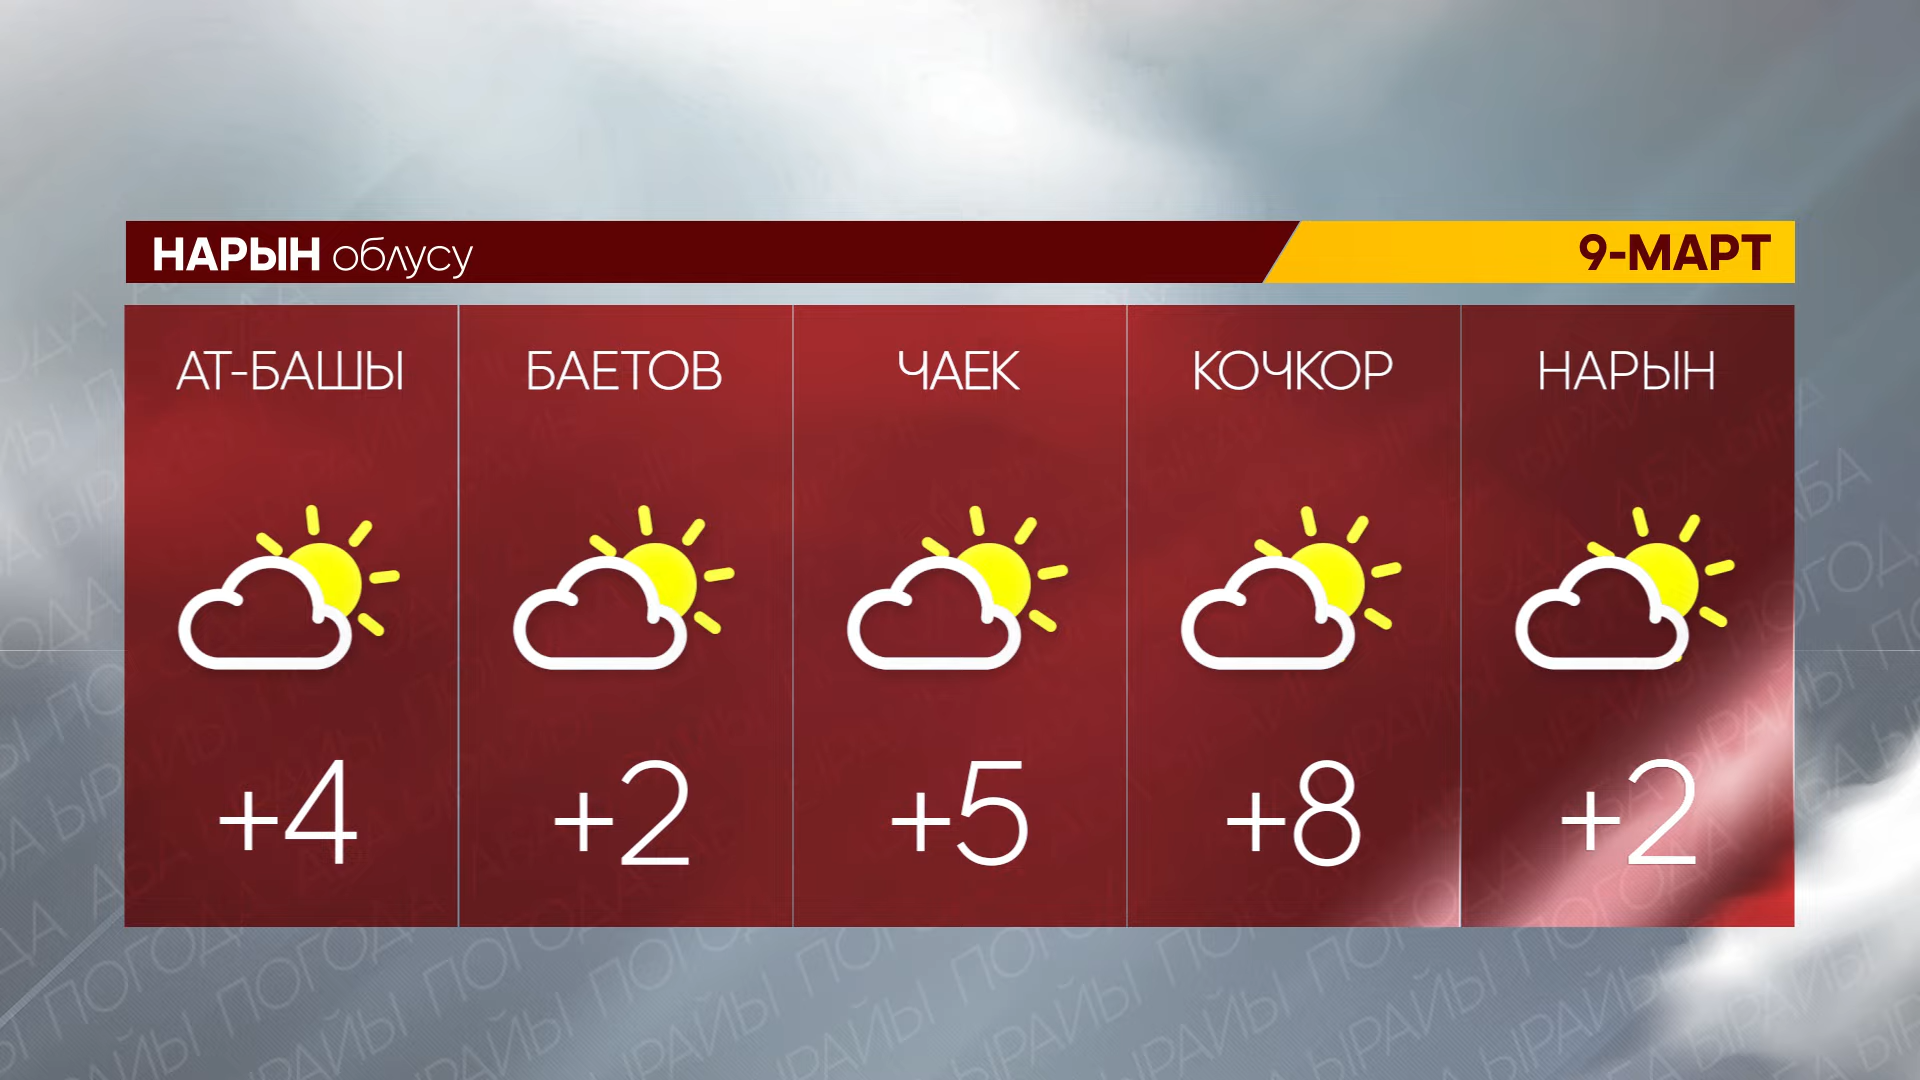 НАРЫН облусу
9-МАРТ
АТ-БАШЫ
БАЕТОВ
ЧАЕК
КОЧКОР
НАРЫН
+4
+2
+5
+8
+2